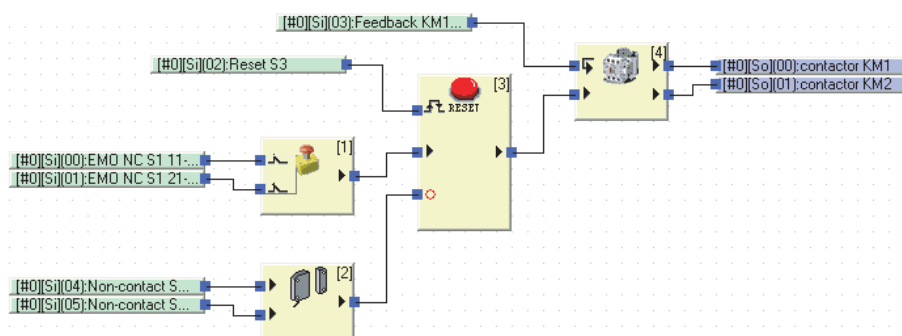 [#0][Si](03):Feedback KM1...
[4]
[#0][Si](02):Reset S3
[#0][So](00):contactor KM1
[#0][So](01):contactor KM2
[3]
RESET
[1]
[#0][Si](00):EMO NC S1 11-...
[#0][Si](01):EMO NC S1 21-...
[2]
[#0][Si](04):Non-contact S...
[#0][Si](05):Non-contact S...